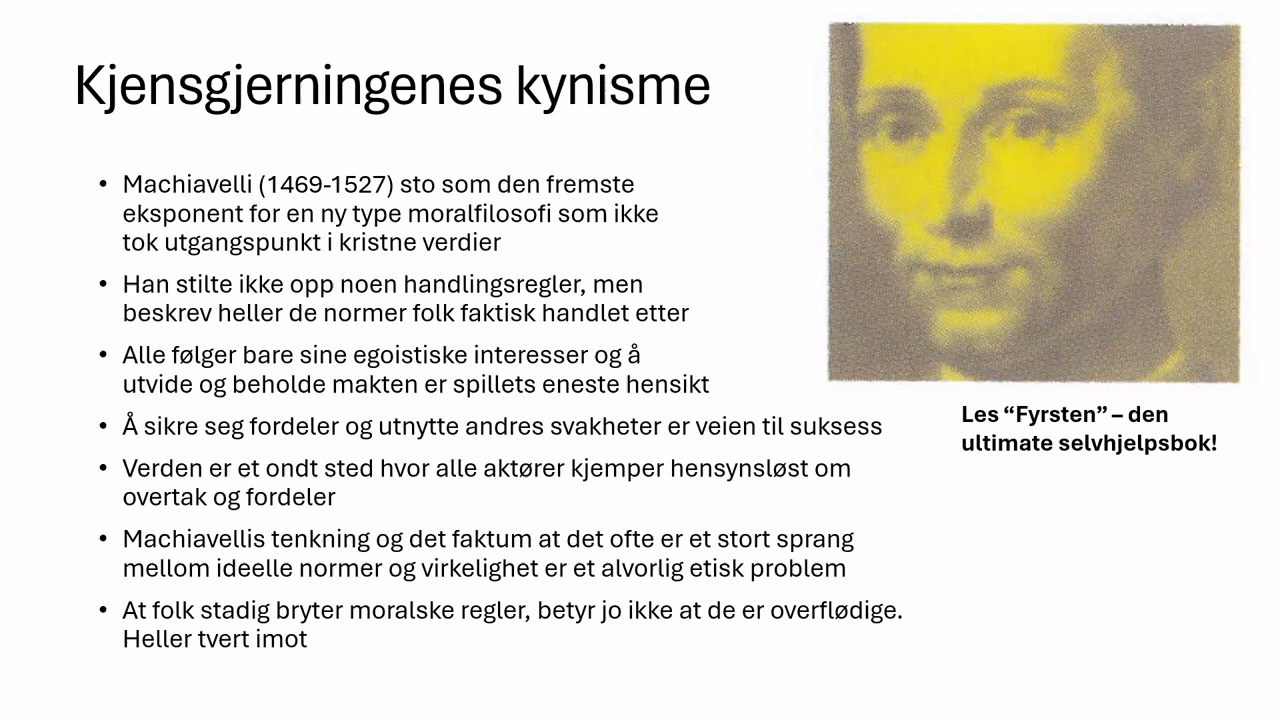 Kjensgjerningenes kynisme
• Machiavelli (1469-1527) sto som den fremste
eksponent for en ny type moralfilosofi som ikke
tok utgangspunkt i kristne verdier
• Han stilte ikke opp noen handlingsregler, men
beskrev heller de normer folk faktisk handlet etter
• Alle følger bare sine egoistiske interesser og å
utvide og beholde makten er spillets eneste hensikt
• Å sikre seg fordeler og utnytte andres svakheter er veien til suksess
• Verden er et ondt sted hvor alle aktører kjemper hensynsløst om
overtak og fordeler
• Machiavellis tenkning og det faktum at det ofte er et stort sprang
mellom ideelle normer og virkelighet er et alvorlig etisk problem
• At folk stadig bryter moralske regler, betyr jo ikke at de er overflødige.
Heller tvert imot
Les “Fyrsten” – den
ultimate selvhjelpsbok!